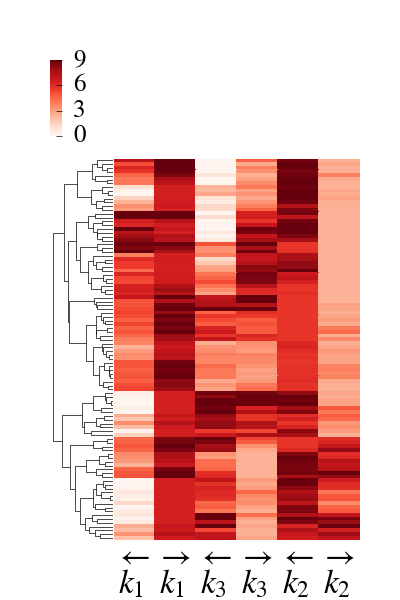 9
6
3
0
← → ← → ← →
k₁ k₁ k₃ k₃ k₂ k₂